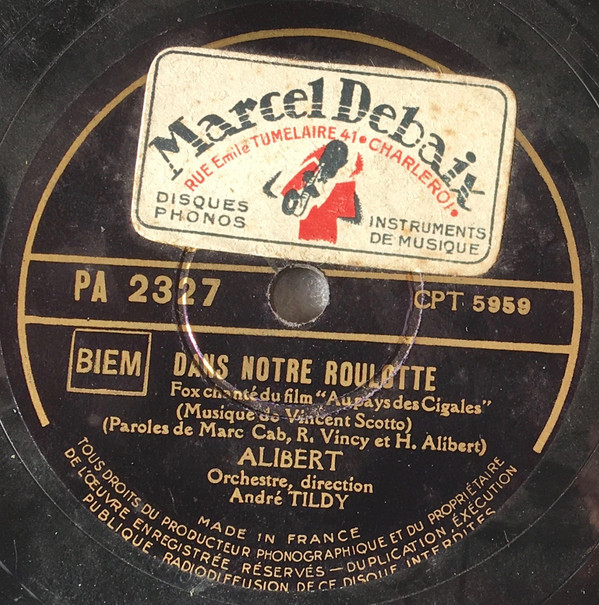 Marcel Debaix
RUE Emile TUMELAIRE 41 • CHARLEROI •
DISQUES
PHONOS
INSTRUMENTS
DE MUSIQUE
PA 2327
CPT 5959
BIEM
DANS NOTRE ROULOTTE
Fox chanté du film "Au pays des Cigales"
(Musique de Vincent Scotto)
(Paroles de Marc Cab, R. Vincy et H. Alibert)
ALIBERT
Orchestre, direction
André TILDY
MADE IN FRANCE
TOUS DROITS DU PRODUCTEUR PHONOGRAPHIQUE ET DU PROPRIÉTAIRE
DE L'ŒUVRE ENREGISTRÉE RÉSERVÉS — DUPLICATION, EXÉCUTION
PUBLIQUE, RADIODIFFUSION DE CE DISQUE INTERDITES